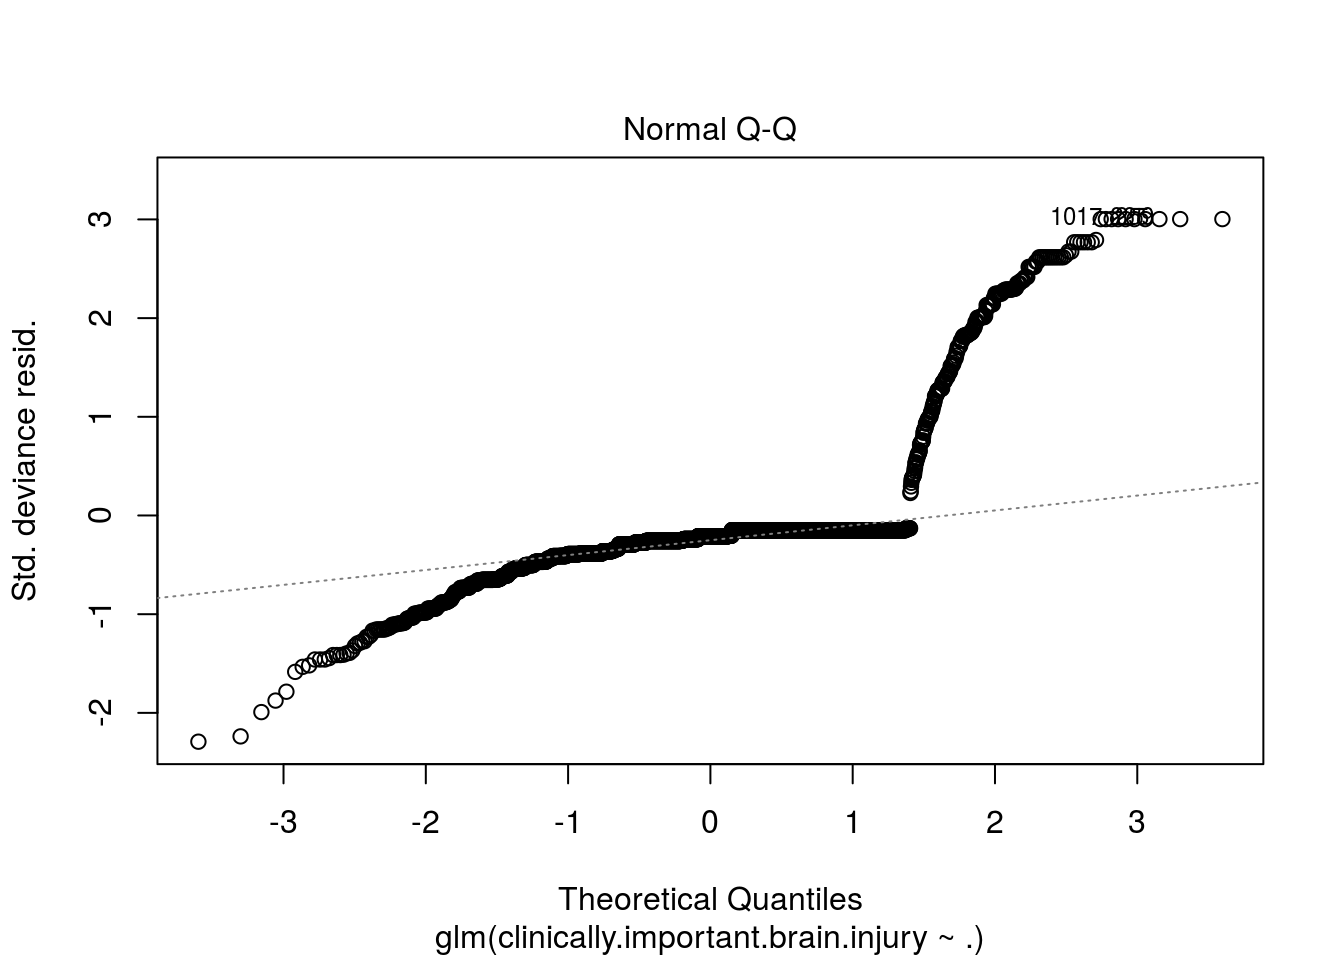 Normal Q-Q
Std. deviance resid.
3
2
1
0
-1
-2
1017
-3 -2 -1 0 1 2 3
Theoretical Quantiles
glm(clinically.important.brain.injury ~ .)